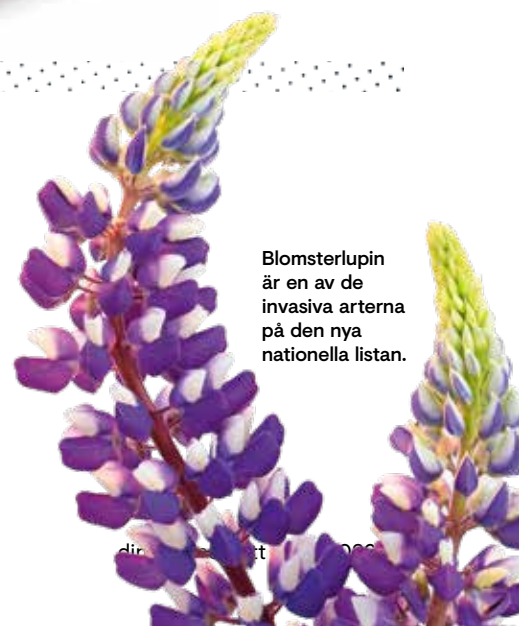 Blomsterlupin
är en av de
invasiva arterna
på den nya
nationella listan.